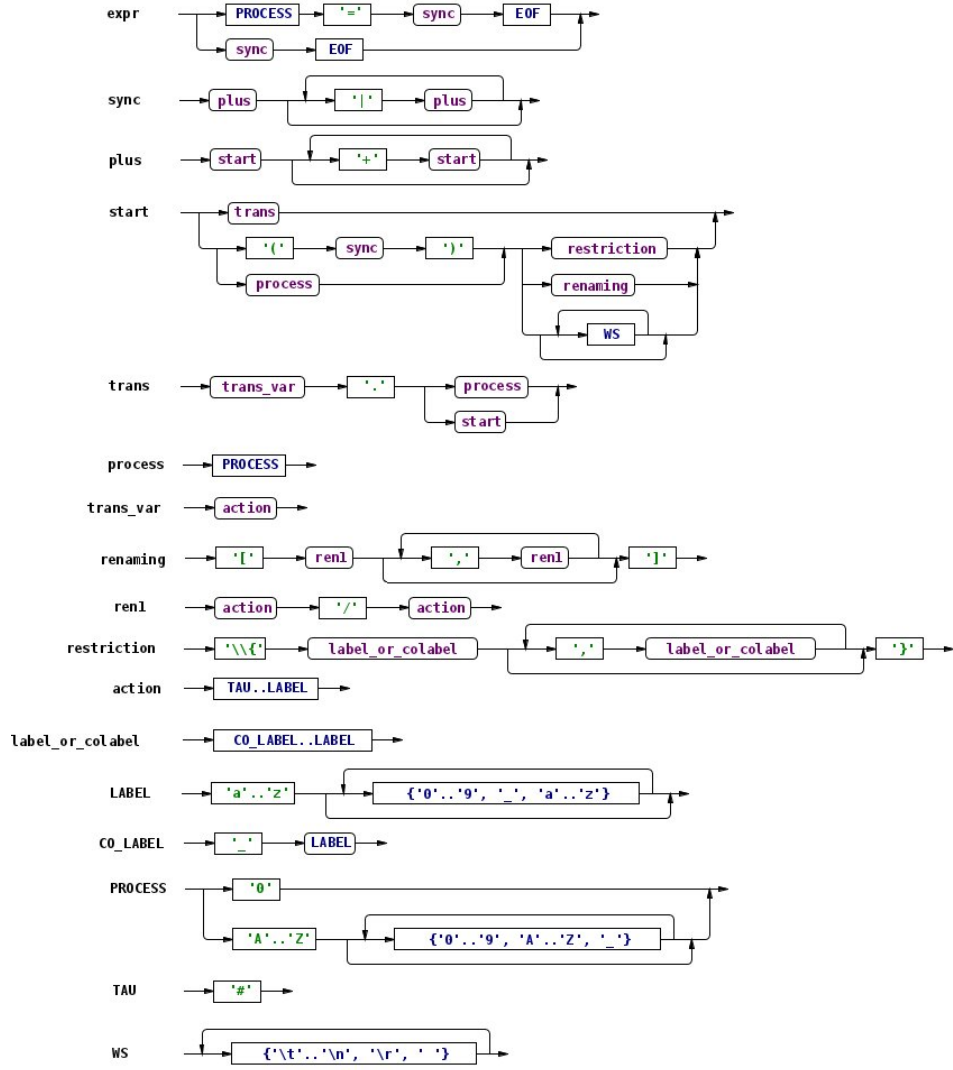 expr PROCESS '=' sync EOF
sync EOF
sync plus '|' plus
plus start '+' start
start trans
'(' sync ')' restriction
process renaming
WS
trans trans_var '.' process
start
process PROCESS
trans_var action
renaming '[' ren1 ',' ren1 ']'
ren1 action '/' action
restriction '\\{' label_or_colabel ',' label_or_colabel '}'
action TAU..LABEL
label_or_colabel CO_LABEL..LABEL
LABEL 'a'..'z' {'0'..'9', '_', 'a'..'z'}
CO_LABEL '_' LABEL
PROCESS '0'
'A'..'Z' {'0'..'9', 'A'..'Z', '_'}
TAU '#'
WS {'\t'..'\n', '\r', ' '}